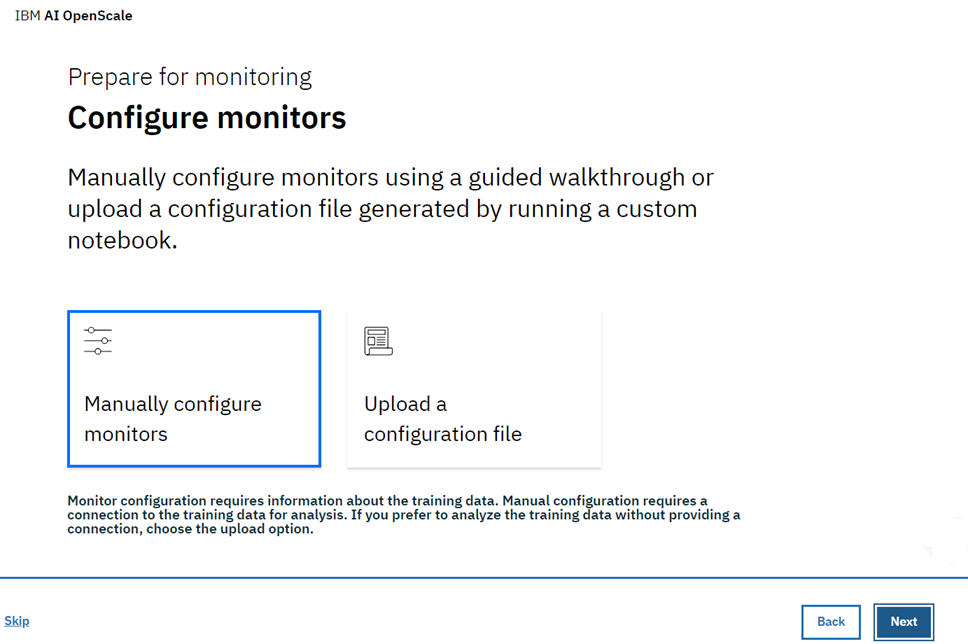 IBM AI OpenScale
Prepare for monitoring
Configure monitors
Manually configure monitors using a guided walkthrough or
upload a configuration file generated by running a custom
notebook.
Manually configure
monitors
Upload a
configuration file
Monitor configuration requires information about the training data. Manual configuration requires a
connection to the training data for analysis. If you prefer to analyze the training data without providing a
connection, choose the upload option.
Skip
Back
Next